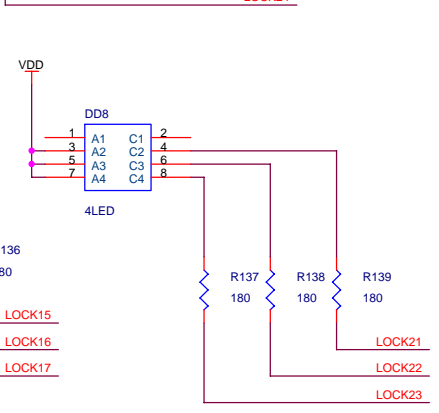 VDD
DD8
1 A1 C1 2
3 A2 C2 4
5 A3 C3 6
7 A4 C4 8
4LED
136
80
R137
180
R138
180
R139
180
LOCK15
LOCK16
LOCK17
LOCK21
LOCK22
LOCK23